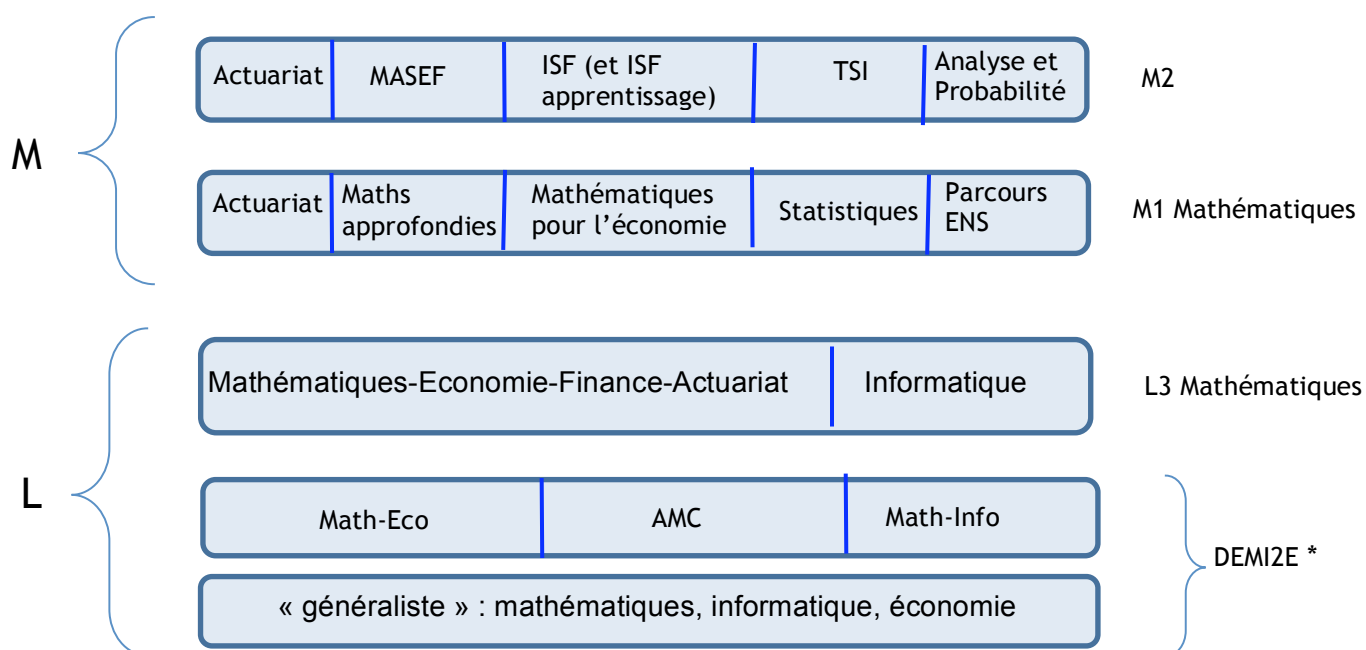 Actuariat
MASEF
ISF (et ISF
apprentissage)
TSI
Analyse et
Probabilité
M2
M
Actuariat
Maths
approfondies
Mathématiques
pour l’économie
Statistiques
Parcours
ENS
M1 Mathématiques
Mathématiques-Economie-Finance-Actuariat
Informatique
L3 Mathématiques
L
Math-Eco
AMC
Math-Info
DEMI2E *
« généraliste » : mathématiques, informatique, économie